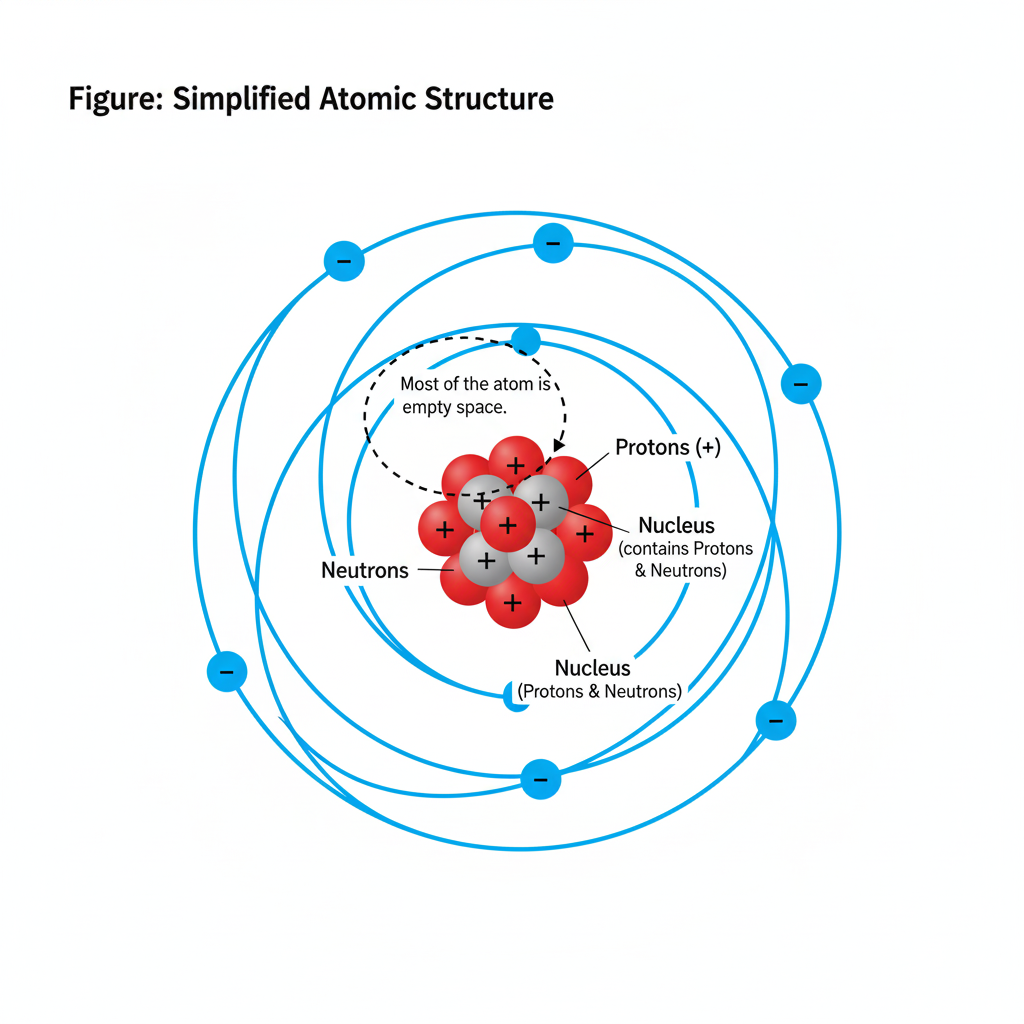 Figure: Simplified Atomic Structure
−
−
−
Most of the atom is
empty space.
Protons (+)
+
+
+
Nucleus
(contains Protons
& Neutrons)
+
+
+
+
+
Neutrons
+
Nucleus
(Protons & Neutrons)
−
−
−